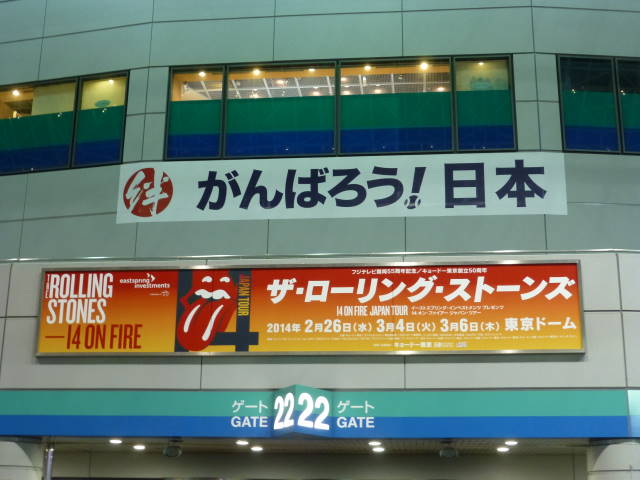 絆 がんばろう!日本
THE ROLLING STONES
—14 ON FIRE
eastspring investments
JAPAN TOUR
フジテレビ開局55周年記念/キョードー東京創立50周年
ザ・ローリング・ストーンズ
14 ON FIRE JAPAN TOUR
イーストスプリング・インベストメンツ プレゼンツ
14 オン・ファイアー ジャパン・ツアー
2014年 2月26日(水) 3月4日(火) 3月6日(木) 東京ドーム
キョードー東京
ゲート 22 22 ゲート
GATE GATE